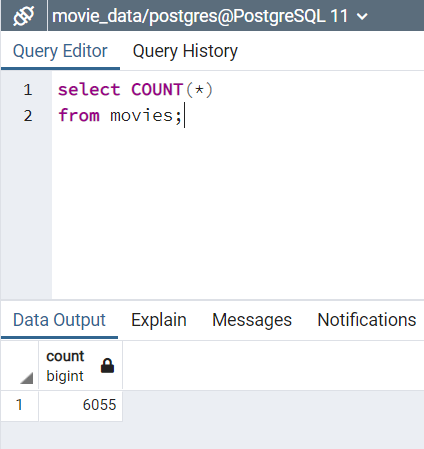 movie_data/postgres@PostgreSQL 11
Query Editor Query History
1 select COUNT(*)
2 from movies;
Data Output Explain Messages Notifications
count
bigint
1 6055